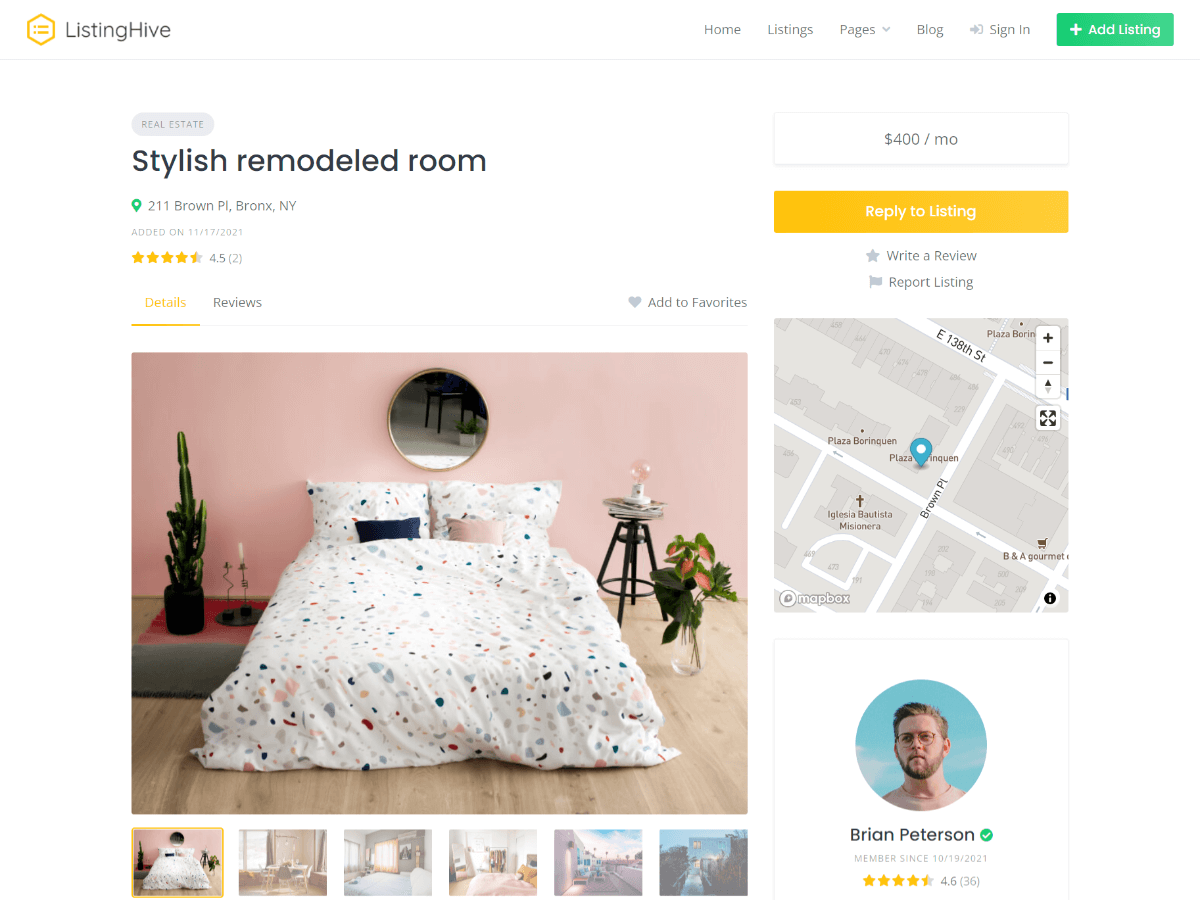 ListingHive
Home
Listings
Pages
Blog
Sign In
Add Listing
REAL ESTATE
Stylish remodeled room
211 Brown Pl, Bronx, NY
ADDED ON 11/17/2021
4.5 (2)
Details
Reviews
Add to Favorites
$400 / mo
Reply to Listing
Write a Review
Report Listing
E 138th St
Plaza Borin
Plaza Borinquen
Brown Pl
Iglesia Bautista
Misionera
B & A gourmet
mapbox
Brian Peterson
MEMBER SINCE 10/19/2021
4.6 (36)